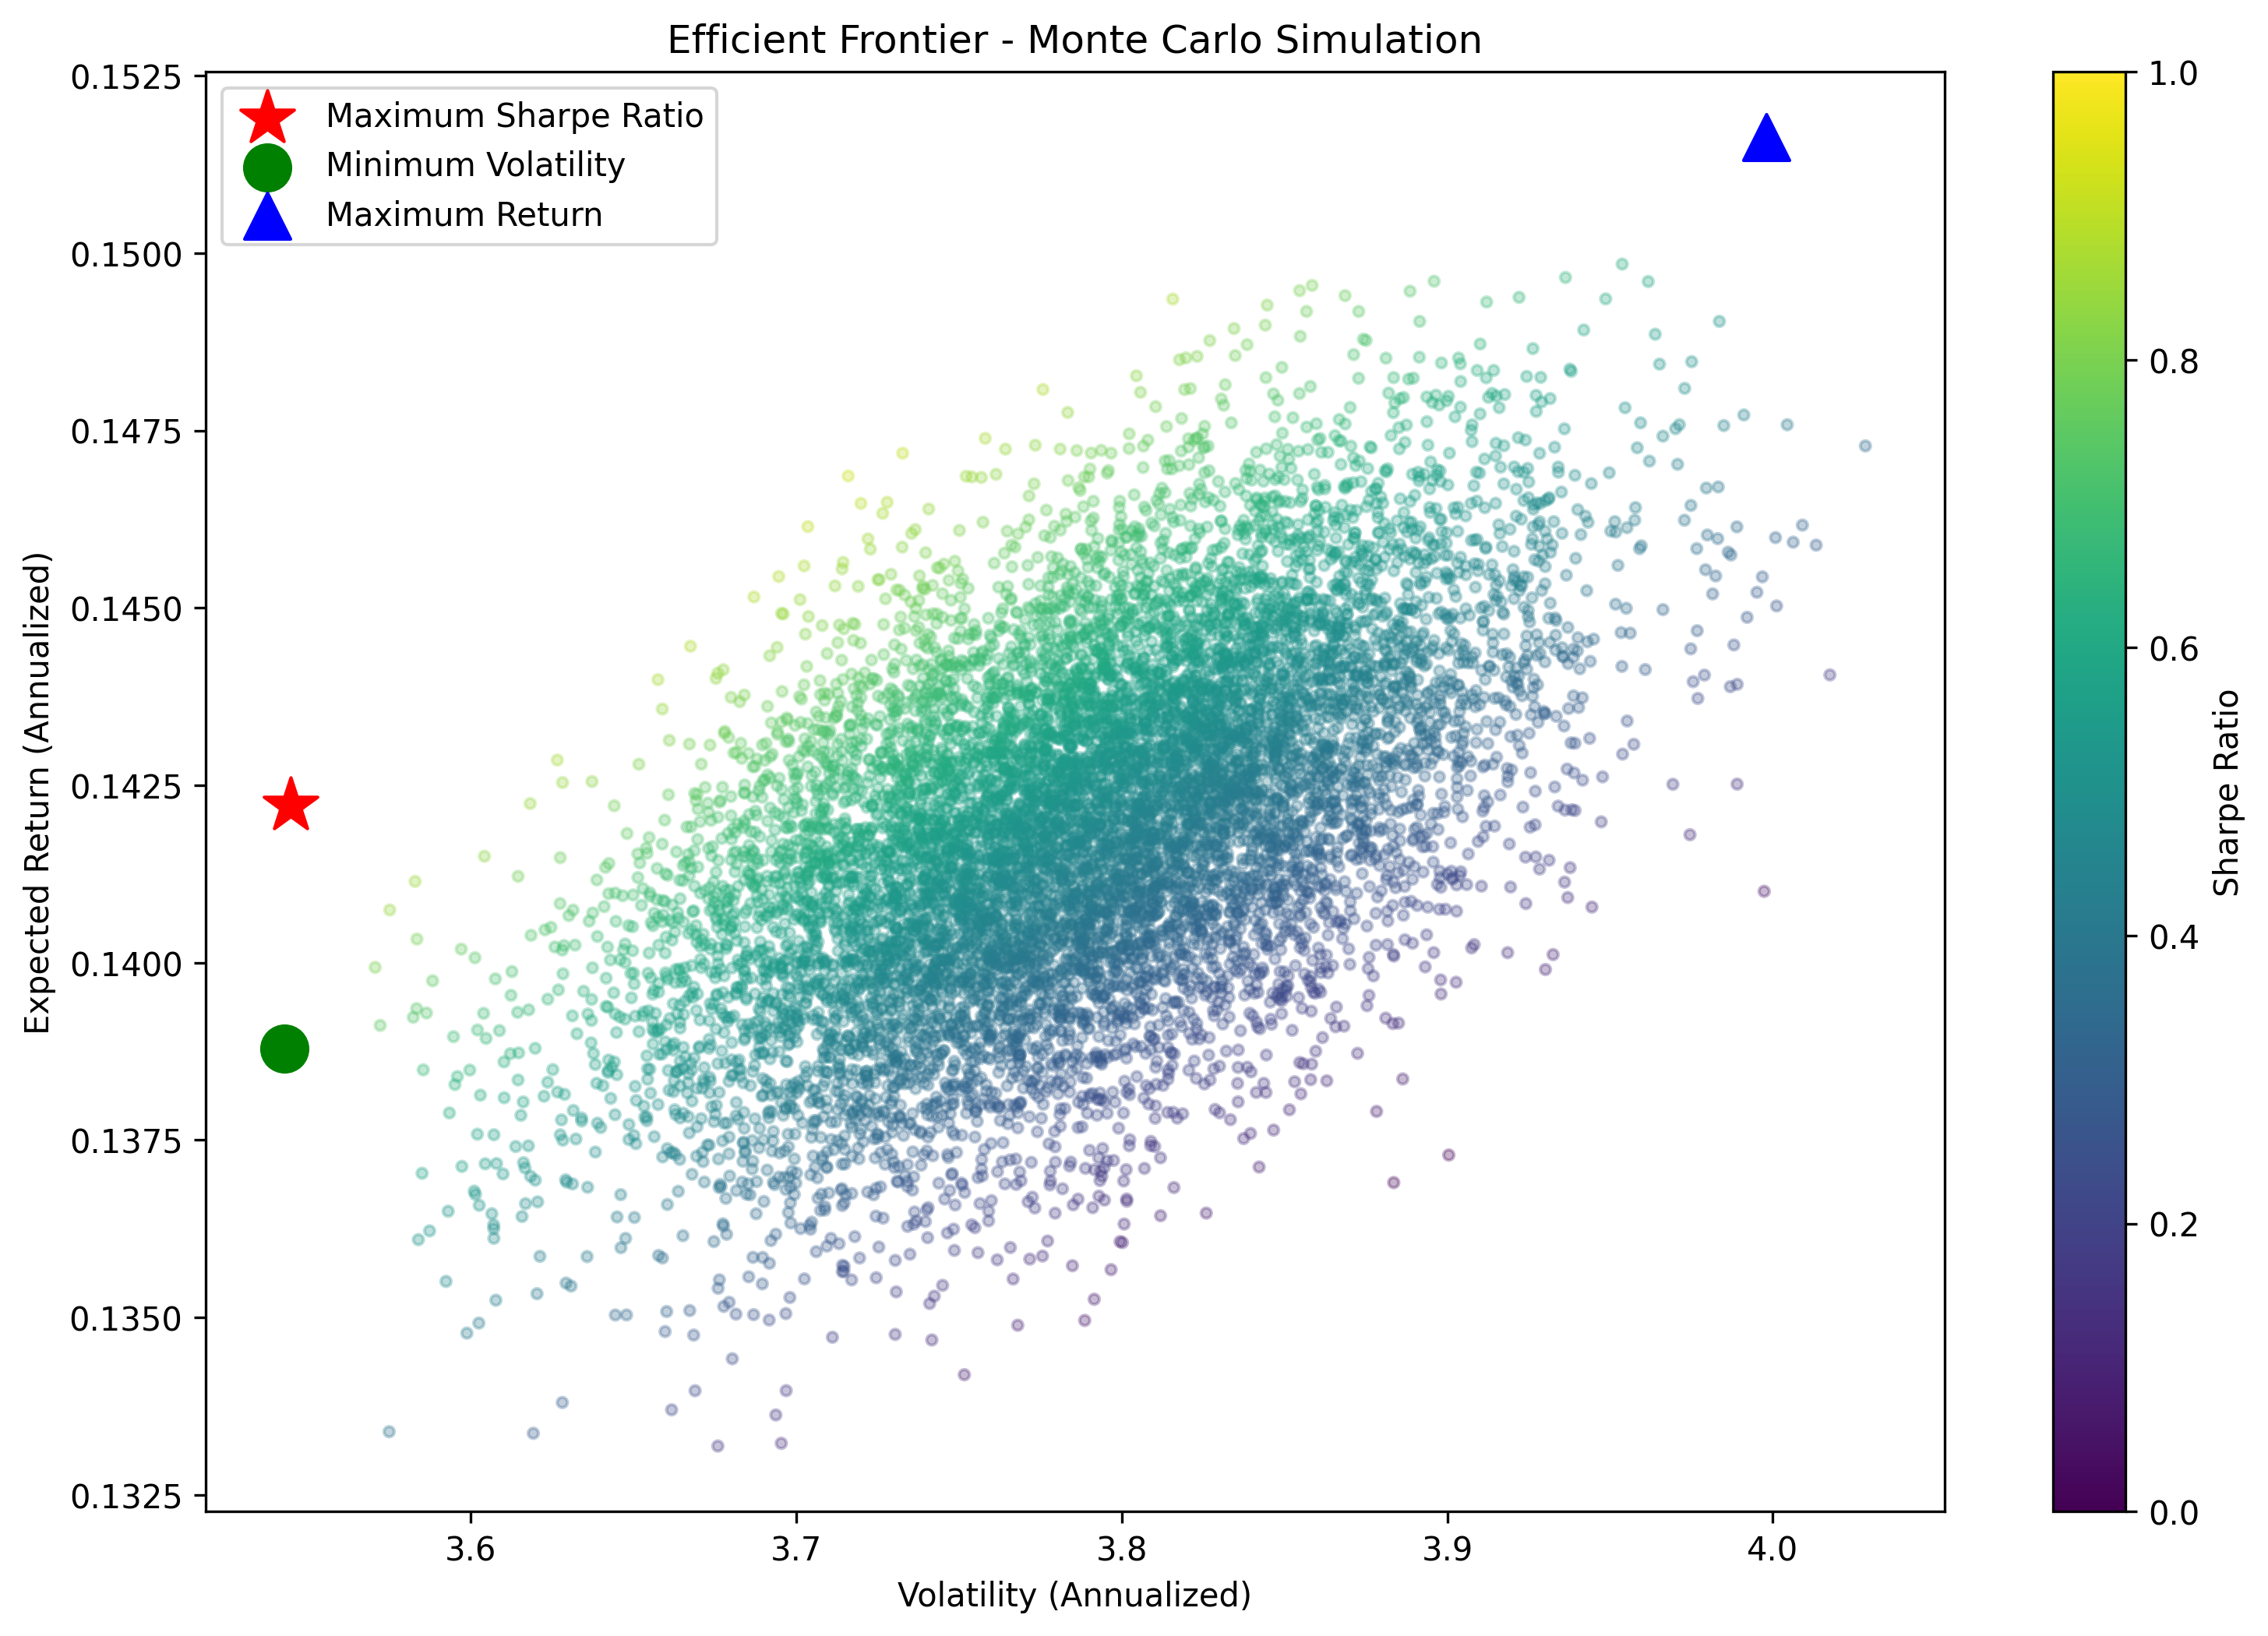 Efficient Frontier - Monte Carlo Simulation
Maximum Sharpe Ratio
Minimum Volatility
Maximum Return
0.1525
0.1500
0.1475
0.1450
0.1425
0.1400
0.1375
0.1350
0.1325
Expected Return (Annualized)
3.6
3.7
3.8
3.9
4.0
Volatility (Annualized)
1.0
0.8
0.6
0.4
0.2
0.0
Sharpe Ratio